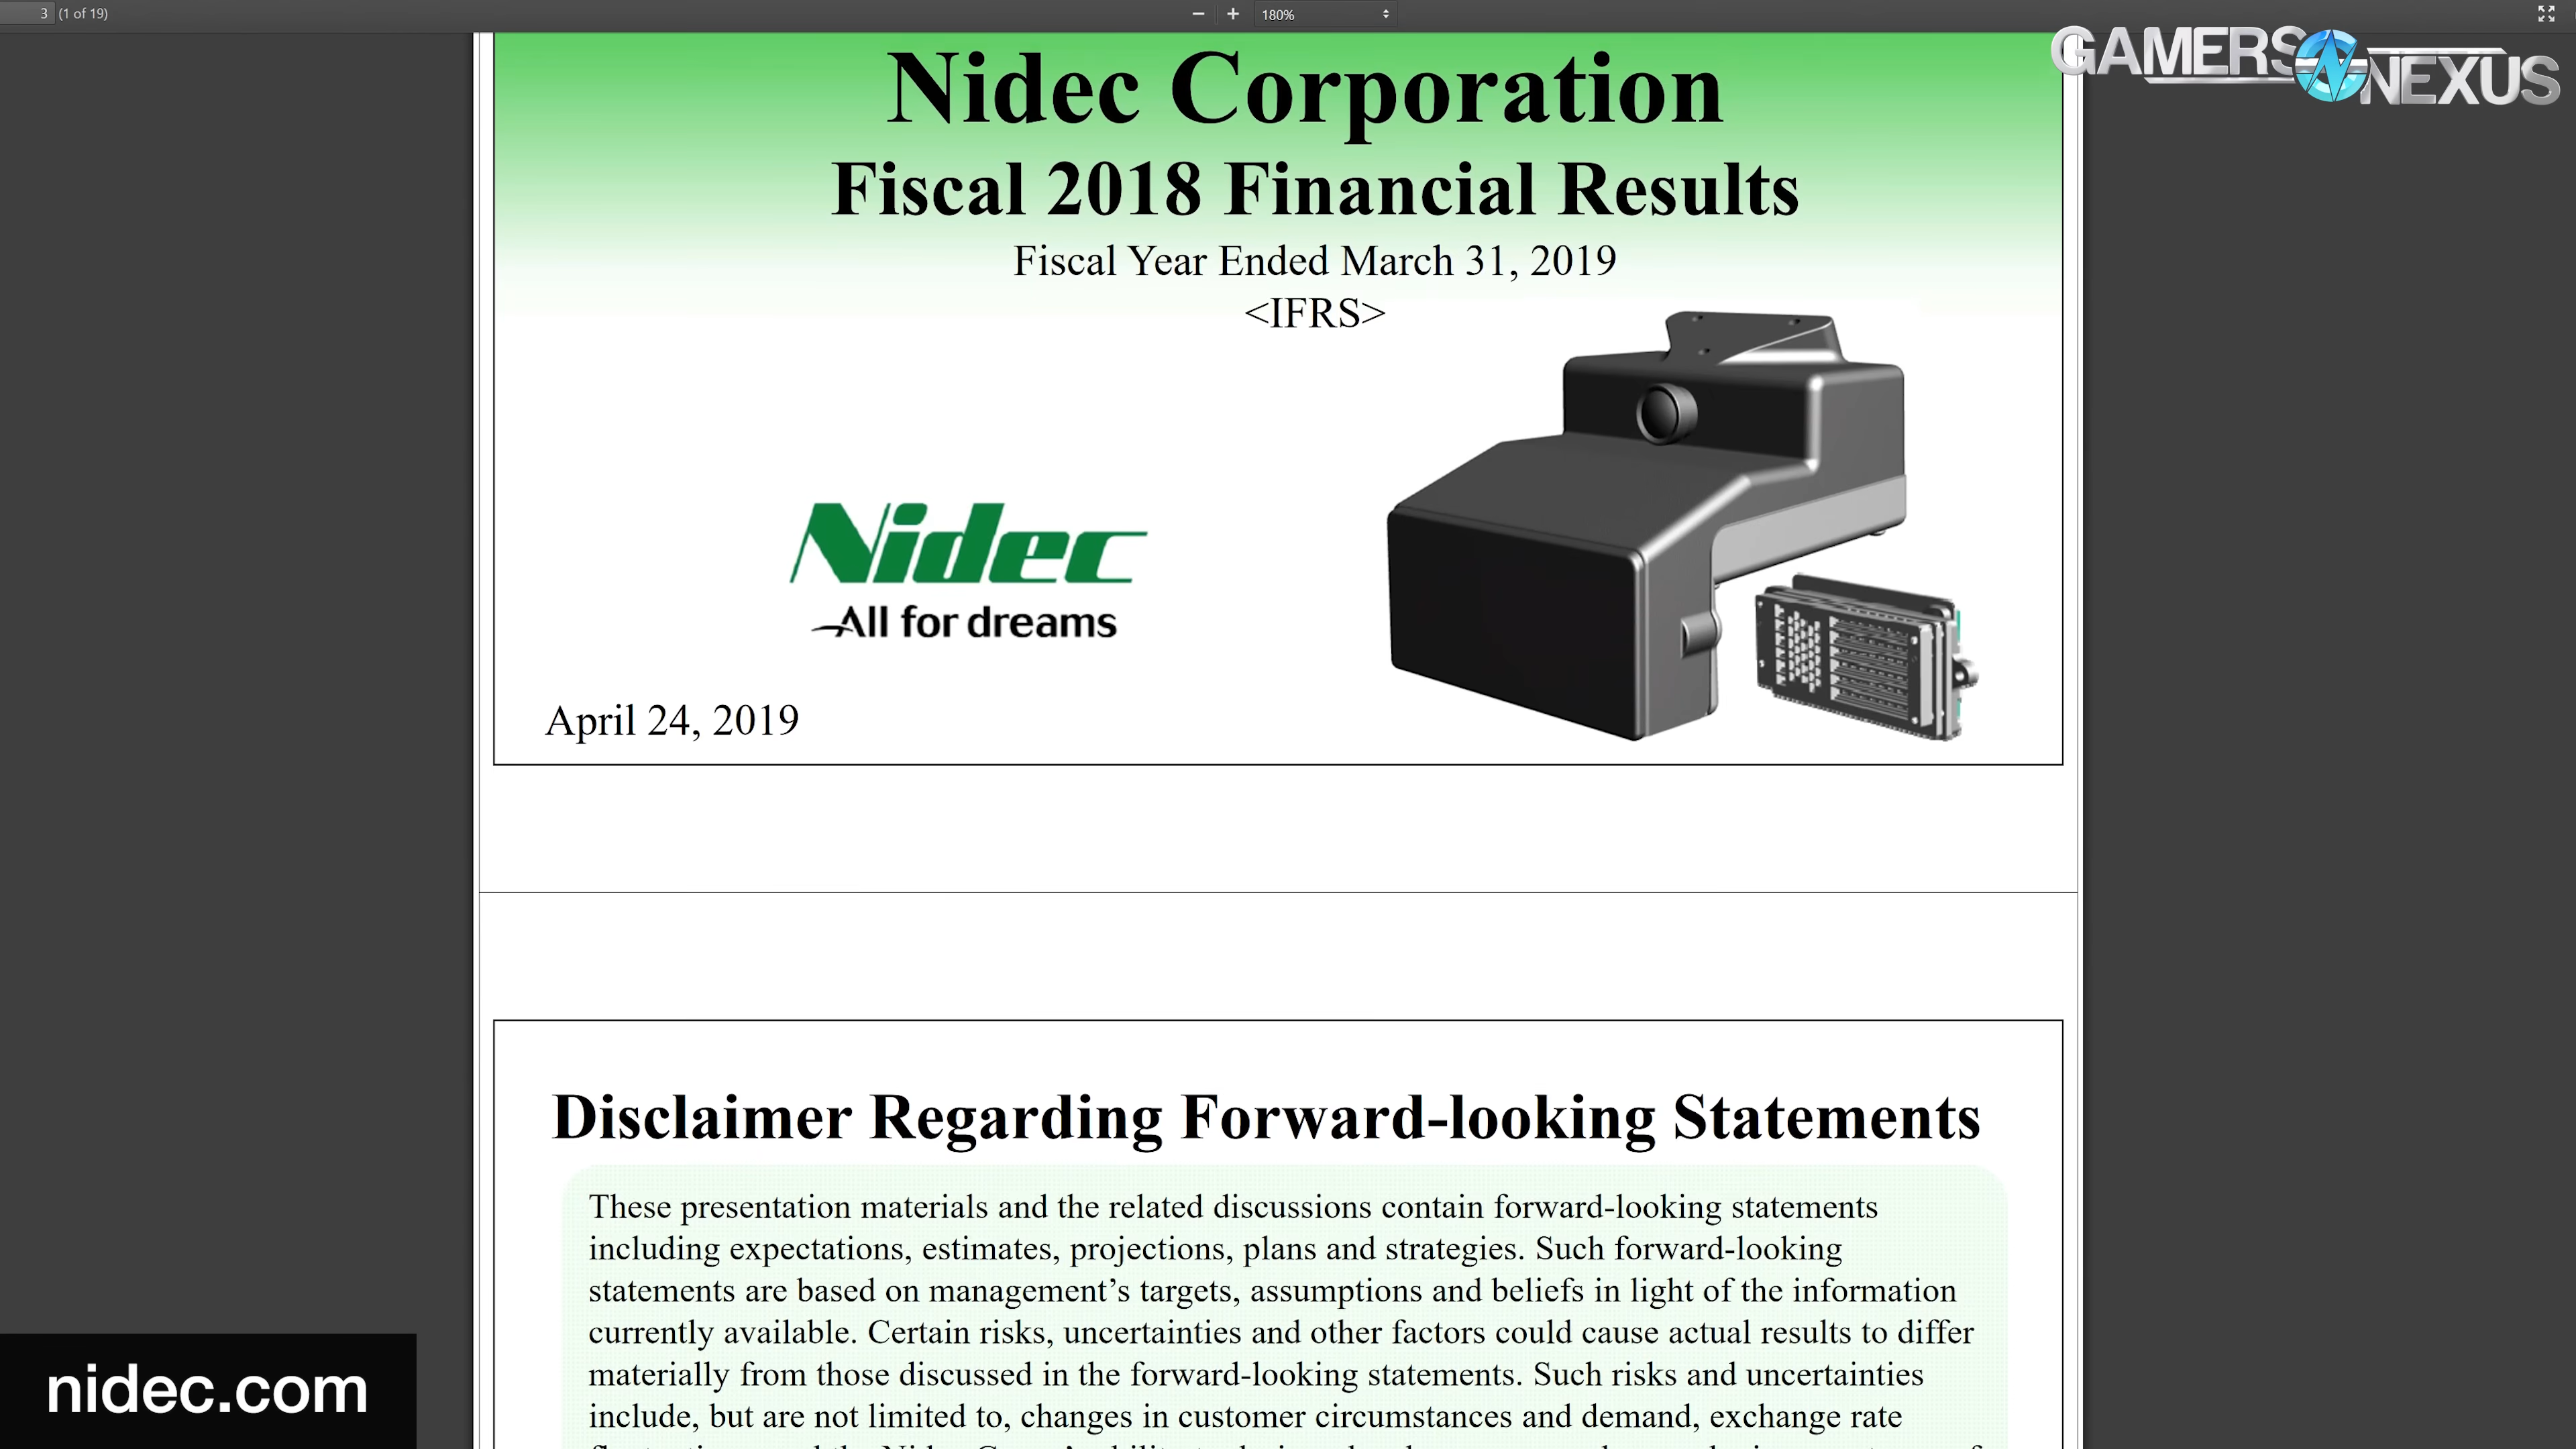 3 (1 of 19)
180%
GAMERS NEXUS
Nidec Corporation
Fiscal 2018 Financial Results
Fiscal Year Ended March 31, 2019
<IFRS>
Nidec
All for dreams
April 24, 2019
Disclaimer Regarding Forward-looking Statements
These presentation materials and the related discussions contain forward-looking statements
including expectations, estimates, projections, plans and strategies. Such forward-looking
statements are based on management’s targets, assumptions and beliefs in light of the information
currently available. Certain risks, uncertainties and other factors could cause actual results to differ
materially from those discussed in the forward-looking statements. Such risks and uncertainties
include, but are not limited to, changes in customer circumstances and demand, exchange rate
nidec.com